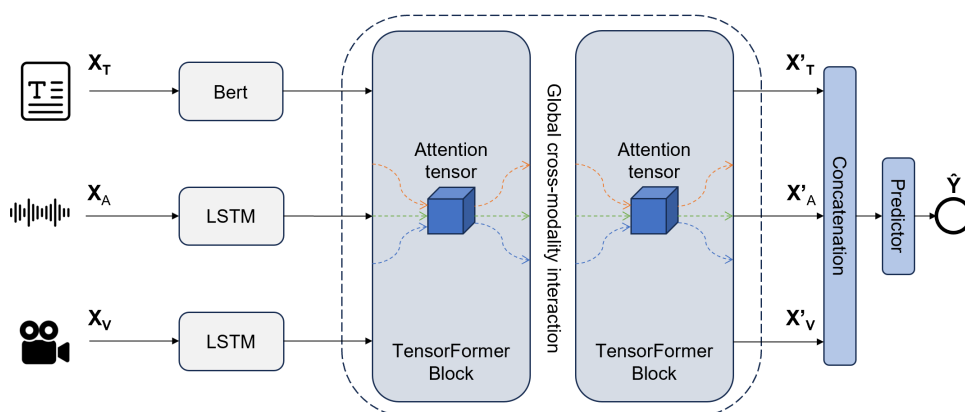 X_T
T
Bert
X_A
LSTM
X_V
LSTM
Attention
tensor
TensorFormer
Block
Global cross-modality interaction
Attention
tensor
TensorFormer
Block
X'_T
X'_A
X'_V
Concatenation
Predictor
Ŷ